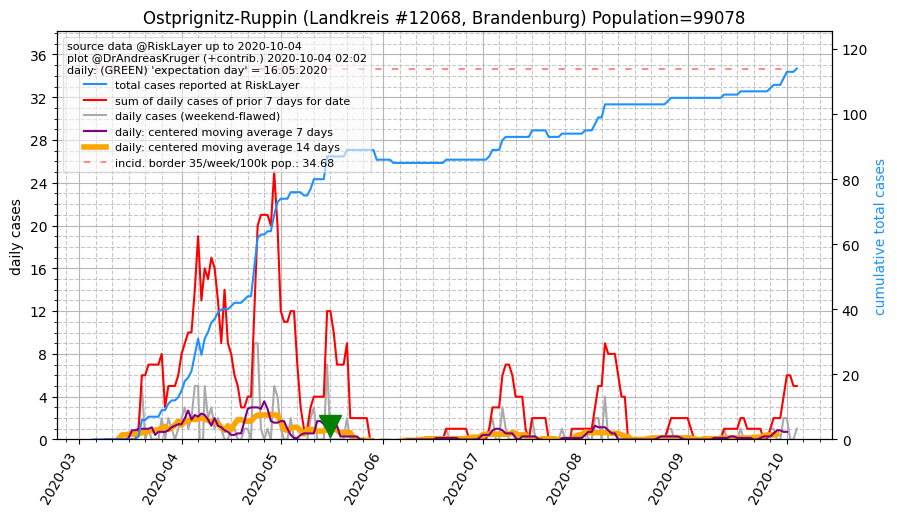 Ostprignitz-Ruppin (Landkreis #12068, Brandenburg) Population=99078
source data @RiskLayer up to 2020-10-04
plot @DrAndreasKruger (+contrib.) 2020-10-04 02:02
daily: (GREEN) 'expectation day' = 16.05.2020
total cases reported at RiskLayer
sum of daily cases of prior 7 days for date
daily cases (weekend-flawed)
daily: centered moving average 7 days
daily: centered moving average 14 days
incid. border 35/week/100k pop.: 34.68
daily cases
36
32
28
24
20
16
12
8
4
0
cumulative total cases
120
100
80
60
40
20
0
2020-03
2020-04
2020-05
2020-06
2020-07
2020-08
2020-09
2020-10